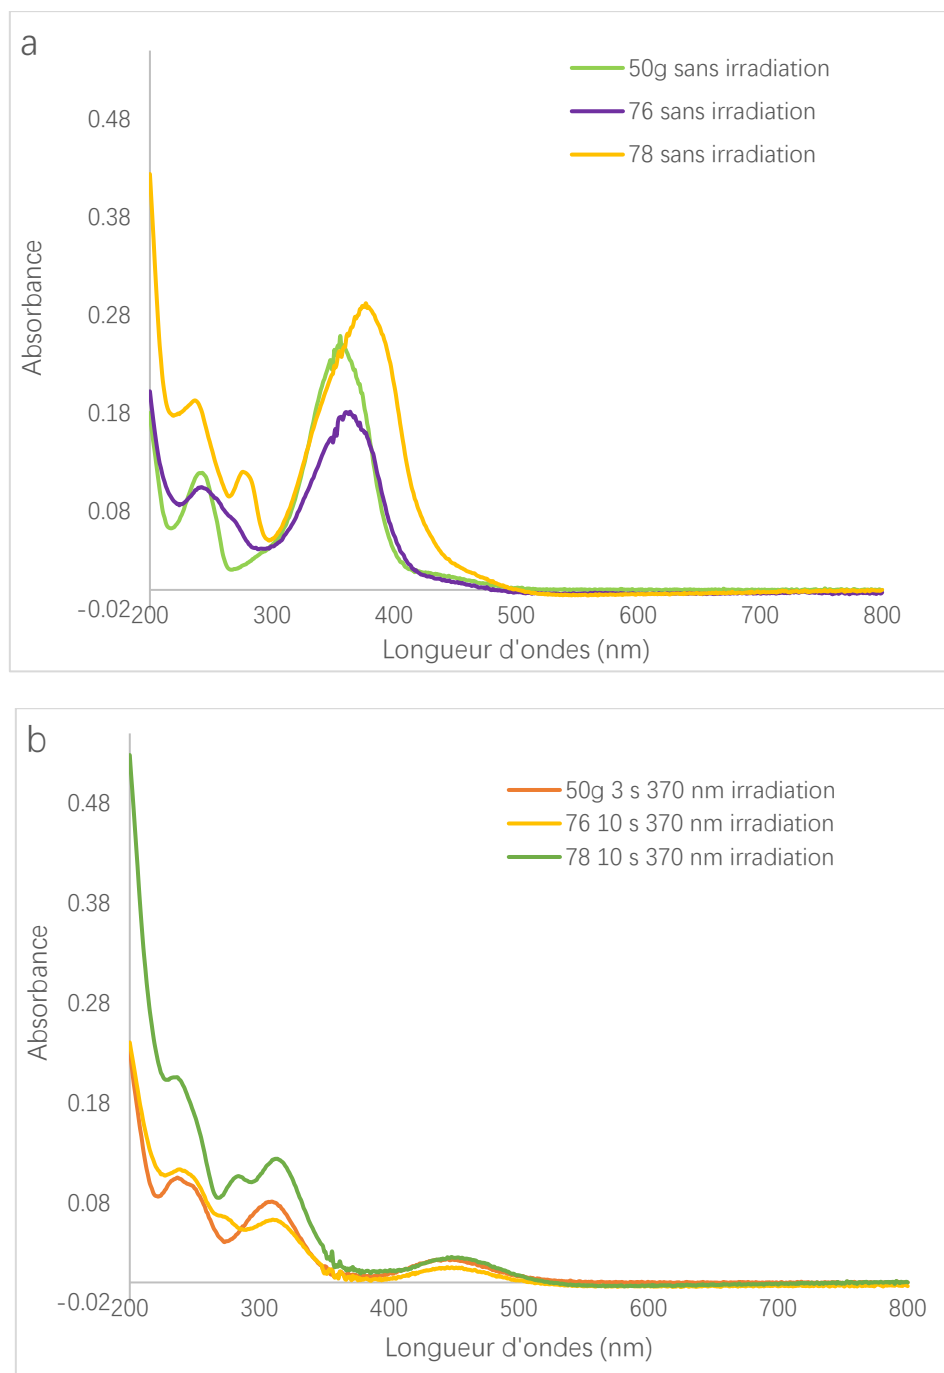 a
50g sans irradiation
76 sans irradiation
78 sans irradiation
0.48
0.38
0.28
0.18
0.08
-0.02
Absorbance
200 300 400 500 600 700 800
Longueur d'ondes (nm)
b
50g 3 s 370 nm irradiation
76 10 s 370 nm irradiation
78 10 s 370 nm irradiation
0.48
0.38
0.28
0.18
0.08
-0.02
Absorbance
200 300 400 500 600 700 800
Longueur d'ondes (nm)